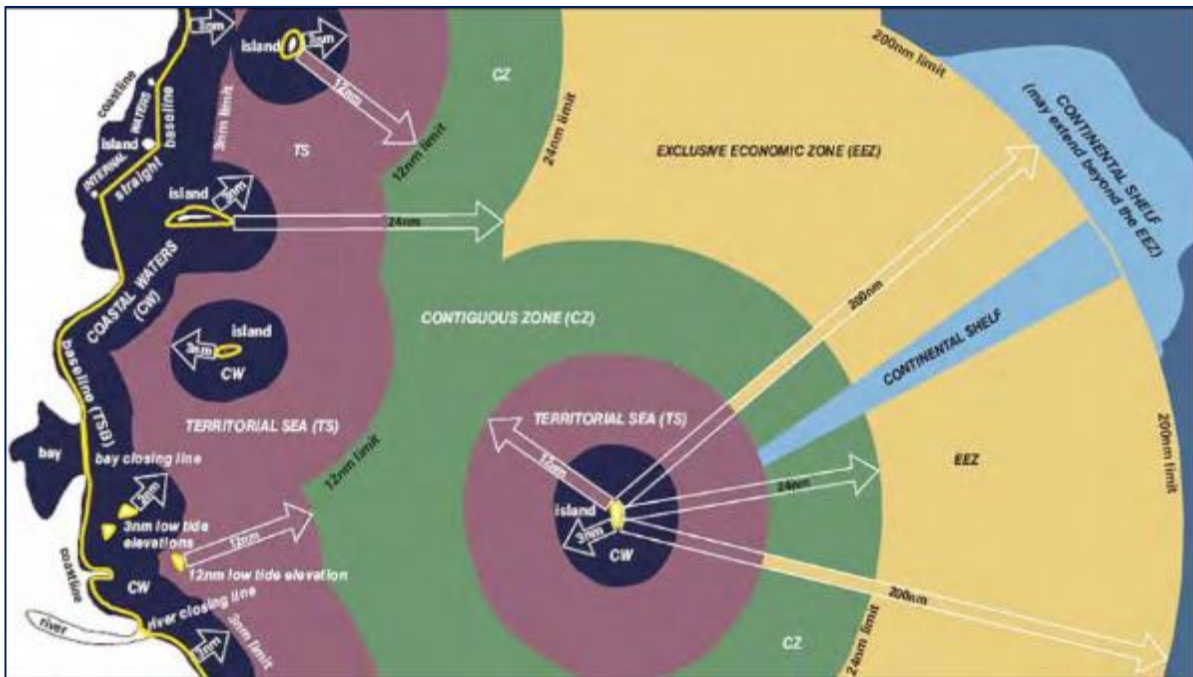 3nm
island
3nm
12nm
CZ
200nm limit
coastline
INTERNAL WATERS
baseline
island
straight
3nm limit
TS
12nm limit
24nm limit
EXCLUSIVE ECONOMIC ZONE (EEZ)
CONTINENTAL SHELF
(may extend beyond the EEZ)
island
3nm
24nm
COASTAL WATERS
(CW)
200nm
CONTIGUOUS ZONE (CZ)
island
3nm
CW
CONTINENTAL SHELF
baseline (TSB)
TERRITORIAL SEA (TS)
TERRITORIAL SEA (TS)
200nm limit
bay
bay closing line
12nm limit
12nm
EEZ
3nm
24nm
3nm low tide
elevations
island
3nm
12nm
CW
coastline
CW
12nm low tide elevation
river closing line
200nm
river
3nm
3nm limit
CZ
24nm limit